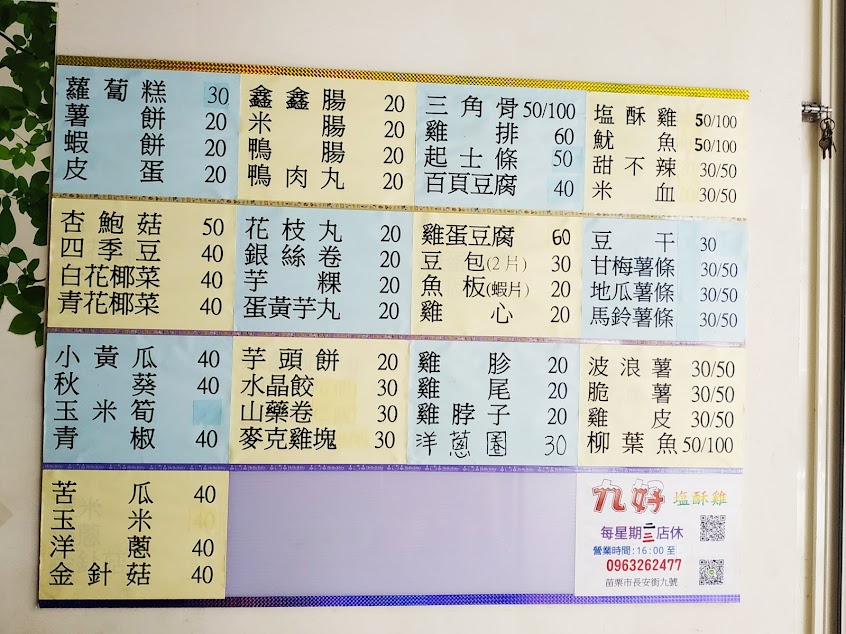 蘿蔔糕 30
薯餅 20
蝦餅 20
皮蛋 20
鑫鑫腸 20
米腸 20
鴨腸 20
鴨肉丸 20
三角骨 50/100
雞排 60
起士條 50
百頁豆腐 40
塩酥雞 50/100
魷魚 50/100
甜不辣 30/50
米血 30/50
杏鮑菇 50
四季豆 40
白花椰菜 40
青花椰菜 40
花枝丸 20
銀絲卷 20
芋粿 20
蛋黃芋丸 20
雞蛋豆腐 60
豆包(2片) 30
魚板(蝦片) 20
雞心 20
豆干 30
甘梅薯條 30/50
地瓜薯條 30/50
馬鈴薯條 30/50
小黃瓜 40
秋葵 40
玉米筍
青椒 40
芋頭餅 20
水晶餃 30
山藥卷 30
麥克雞塊 30
雞胗 20
雞尾 20
雞脖子 20
洋蔥圈 30
波浪薯 30/50
脆薯 30/50
雞皮 30/50
柳葉魚 50/100
苦瓜 40
玉米 40
洋蔥 40
金針菇 40
九好 塩酥雞
每星期二三店休
營業時間:16:00至
0963262477
苗栗市長安街九號